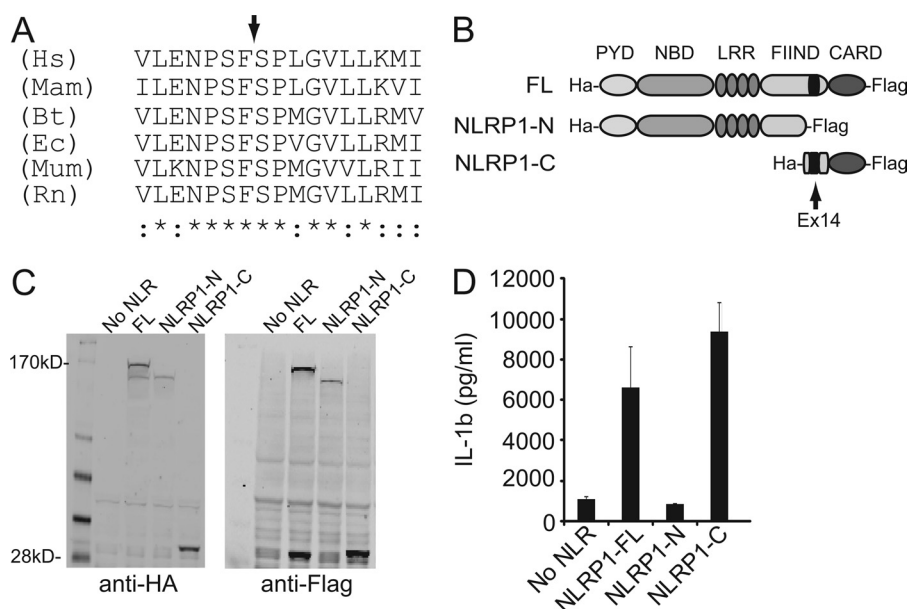 A
(Hs) VLENPSFSPLGVLLKMI
(Mam) ILENPSFSPLGVLLKVI
(Bt) VLENPSFSPMGVLLRMV
(Ec) VLENPSFSPVGVLLRMI
(Mum) VLKNPSFSPMGVVLRII
(Rn) VLENPSFSPMGVLLRMI
:*:******:**:*:::
B
PYD NBD LRR FIIND CARD
FL Ha- -Flag
NLRP1-N Ha- -Flag
NLRP1-C Ha- -Flag
Ex14
C
No NLR FL NLRP1-N NLRP1-C
No NLR FL NLRP1-N NLRP1-C
170kD-
28kD-
anti-HA
anti-Flag
D
IL-1b (pg/ml)
12000
10000
8000
6000
4000
2000
0
No NLR NLRP1-FL NLRP1-N NLRP1-C